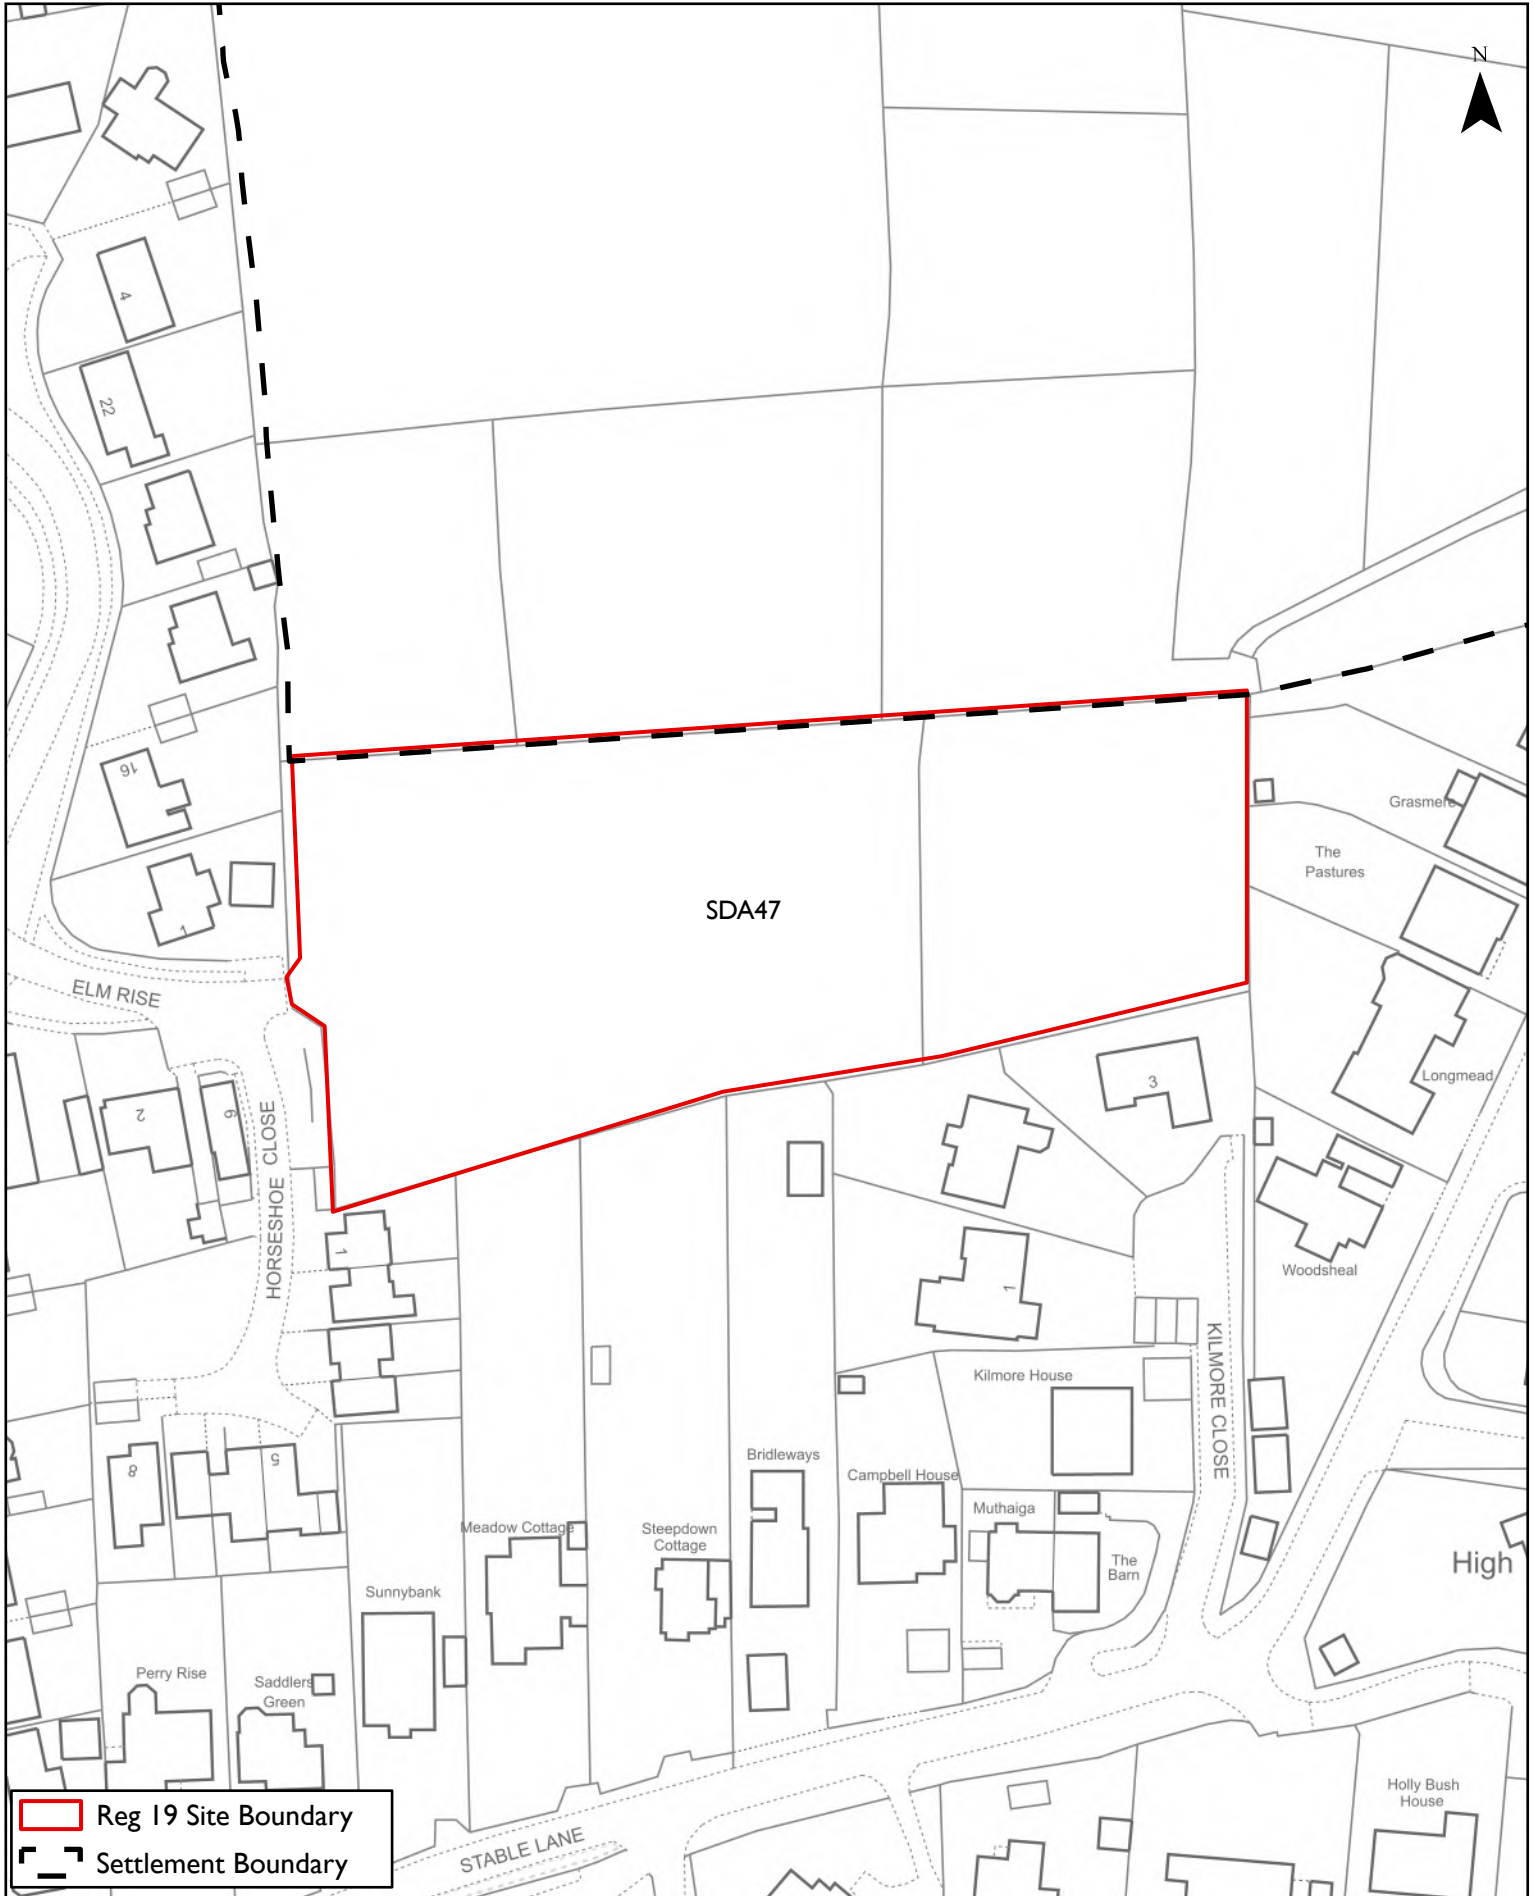 N
4
22
16
1
ELM RISE
2
9
HORSESHOE CLOSE
1
8
5
SDA47
Grasmere
The
Pastures
Longmead
3
Woodsheal
1
KILMORE CLOSE
Kilmore House
Bridleways
Campbell House
Muthaiga
The
Barn
Meadow Cottage
Steepdown
Cottage
Sunnybank
High
Perry Rise
Saddlers
Green
Holly Bush
House
STABLE LANE
Reg 19 Site Boundary
Settlement Boundary